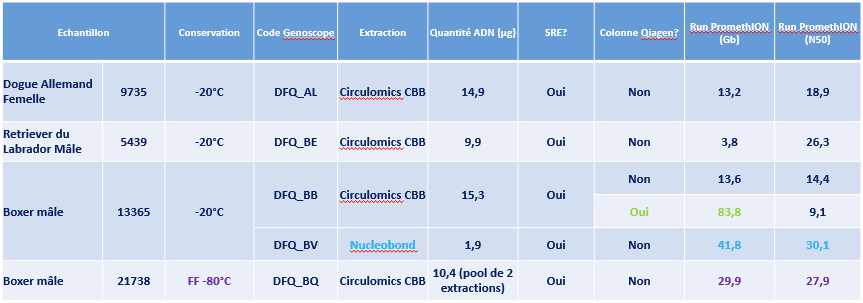 Echantillon Conservation Code Genoscope Extraction Quantité ADN (µg) SRE? Colonne Qiagen? Run PromethION (Gb) Run PromethION (N50)
Dogue Allemand Femelle 9735 -20°C DFQ_AL Circulomics CBB 14,9 Oui Non 13,2 18,9
Retriever du Labrador Mâle 5439 -20°C DFQ_BE Circulomics CBB 9,9 Oui Non 3,8 26,3
Boxer mâle 13365 -20°C DFQ_BB Circulomics CBB 15,3 Oui Non 13,6 14,4
Oui 83,8 9,1
DFQ_BV Nucleobond 1,9 Oui Non 41,8 30,1
Boxer mâle 21738 FF -80°C DFQ_BQ Circulomics CBB 10,4 (pool de 2 extractions) Oui Non 29,9 27,9